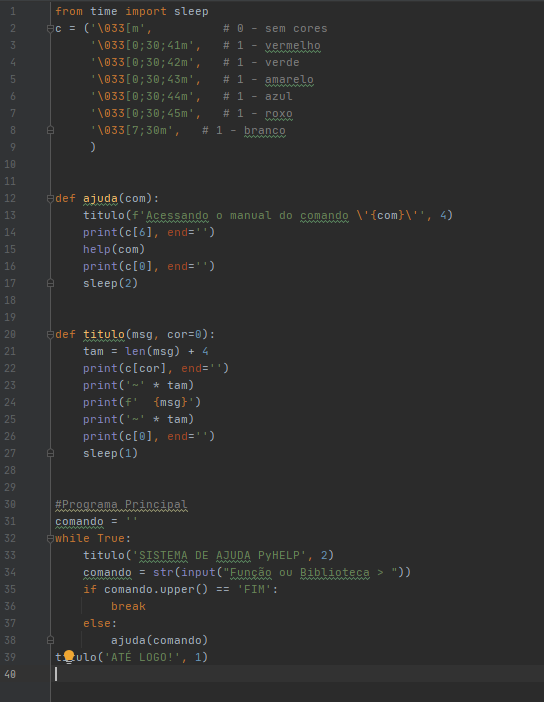 1 from time import sleep
2 c = ('\033[m', # 0 - sem cores
3 '\033[0;30;41m', # 1 - vermelho
4 '\033[0;30;42m', # 1 - verde
5 '\033[0;30;43m', # 1 - amarelo
6 '\033[0;30;44m', # 1 - azul
7 '\033[0;30;45m', # 1 - roxo
8 '\033[7;30m', # 1 - branco
9 )
10
11
12 def ajuda(com):
13 titulo(f'Acessando o manual do comando \'{com}\'', 4)
14 print(c[6], end='')
15 help(com)
16 print(c[0], end='')
17 sleep(2)
18
19
20 def titulo(msg, cor=0):
21 tam = len(msg) + 4
22 print(c[cor], end='')
23 print('~' * tam)
24 print(f'  {msg}')
25 print('~' * tam)
26 print(c[0], end='')
27 sleep(1)
28
29
30 #Programa Principal
31 comando = ''
32 while True:
33 titulo('SISTEMA DE AJUDA PyHELP', 2)
34 comando = str(input("Função ou Biblioteca > "))
35 if comando.upper() == 'FIM':
36 break
37 else:
38 ajuda(comando)
39 titulo('ATÉ LOGO!', 1)
40